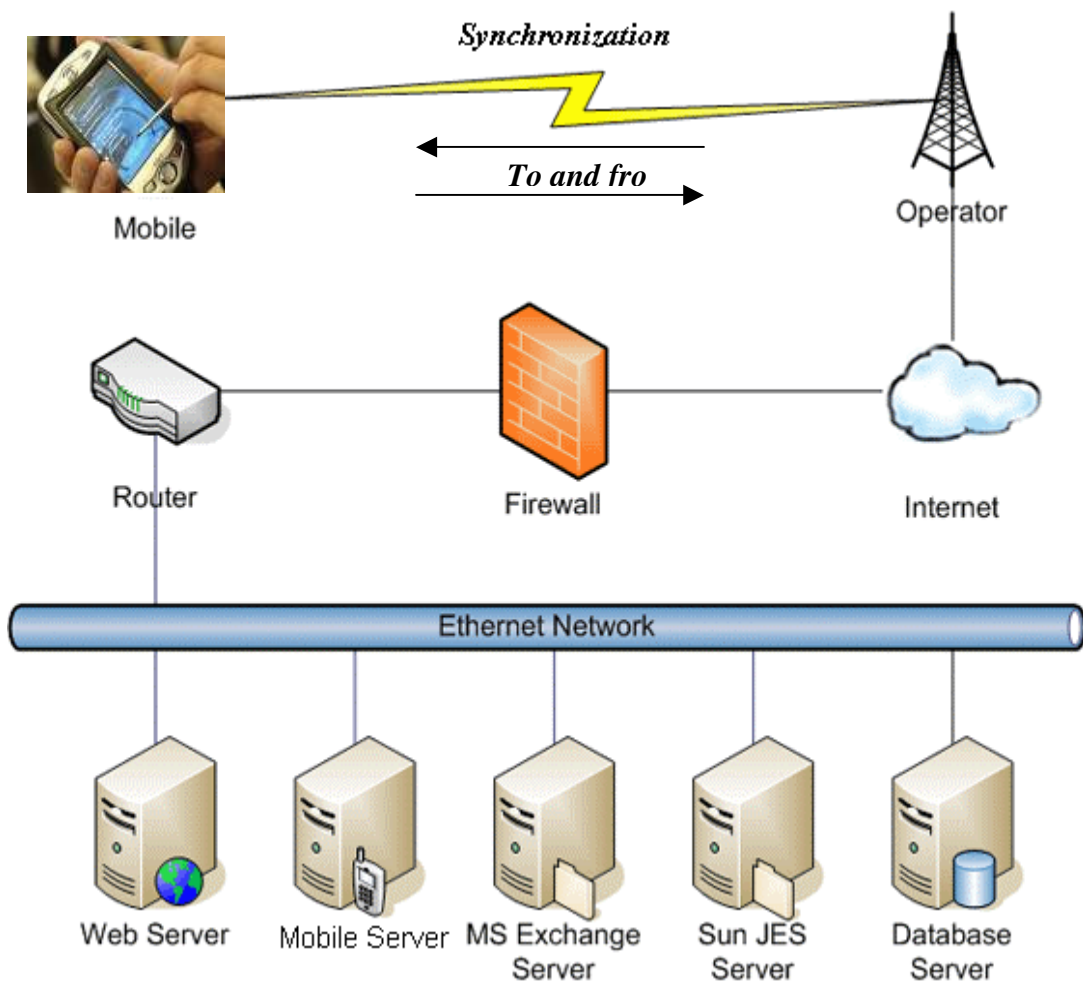 Synchronization
To and fro
Mobile
Operator
Router
Firewall
Internet
Ethernet Network
Web Server
Mobile Server
MS Exchange
Server
Sun JES
Server
Database
Server